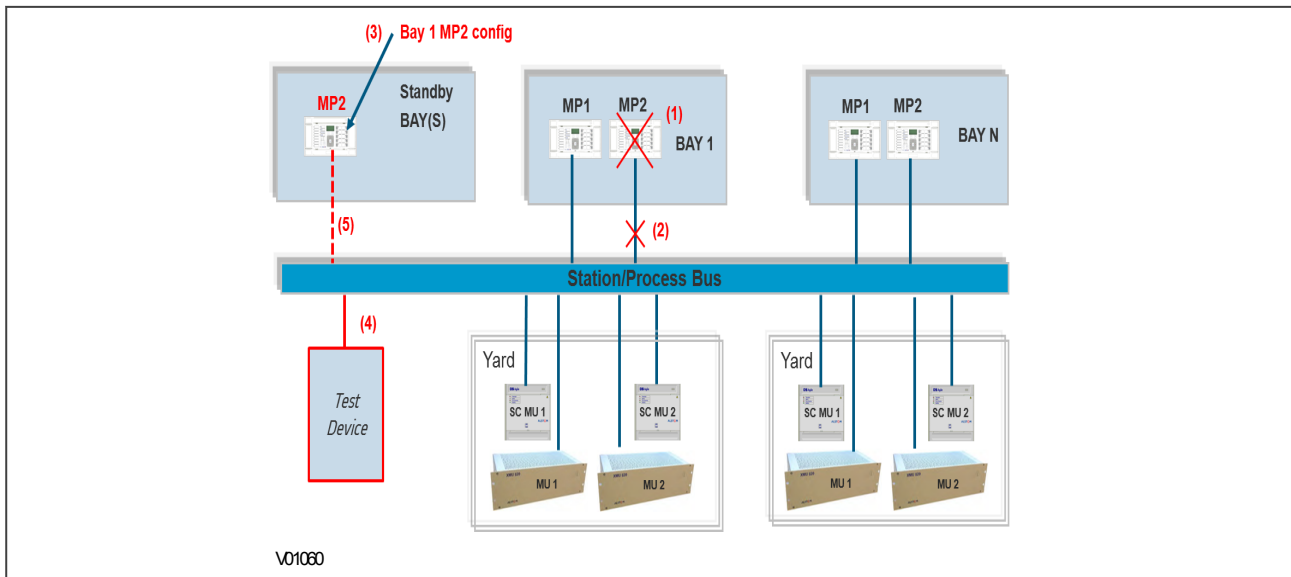 (3) Bay 1 MP2 config
Standby
BAY(S)
MP2
MP1
MP2
(1)
BAY 1
MP1
MP2
BAY N
(5)
(2)
Station/Process Bus
(4)
Test
Device
Yard
SC MU 1
SC MU 2
MU 1
MU 2
Yard
SC MU 1
SC MU 2
MU 1
MU 2
V01060